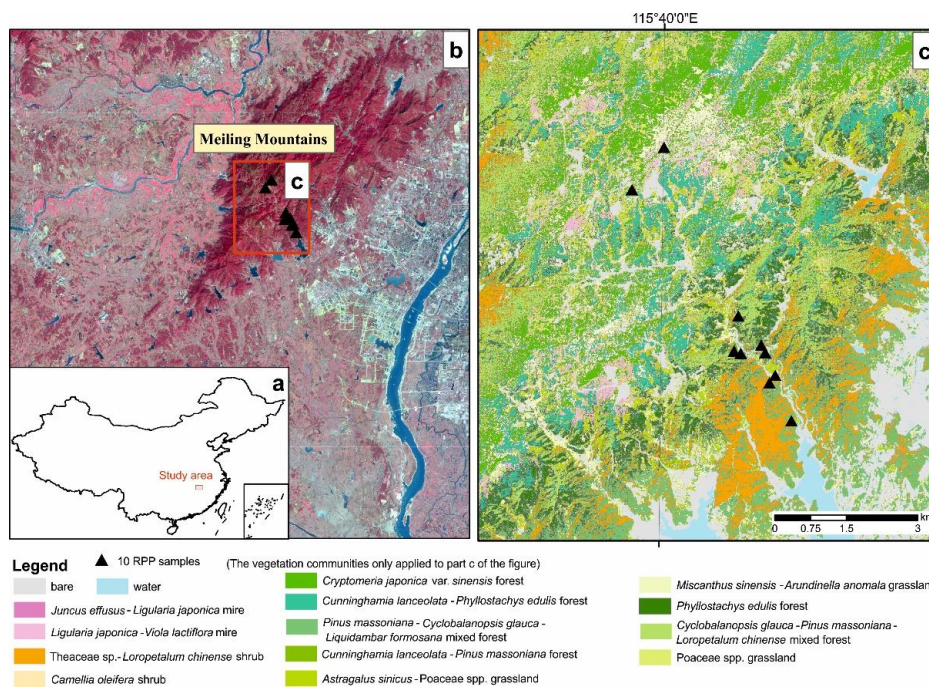 115°40'0"E
b
c
Meiling Mountains
c
a
Study area
0 0.75 1.5 3
Legend
10 RPP samples
(The vegetation communities only applied to part c of the figure)
bare
water
Juncus effusus - Ligularia japonica mire
Ligularia japonica - Viola lactiflora mire
Theaceae sp. - Loropetalum chinense shrub
Camellia oleifera shrub
Cryptomeria japonica var. sinensis forest
Cunninghamia lanceolata - Phyllostachys edulis forest
Pinus massoniana - Cyclobalanopsis glauca -
Liquidambar formosana mixed forest
Cunninghamia lanceolata - Pinus massoniana forest
Astragalus sinicus - Poaceae spp. grassland
Miscanthus sinensis - Arundinella anomala
Phyllostachys edulis forest
Cyclobalanopsis glauca - Pinus massoniana -
Loropetalum chinense mixed forest
Poaceae spp. grassland